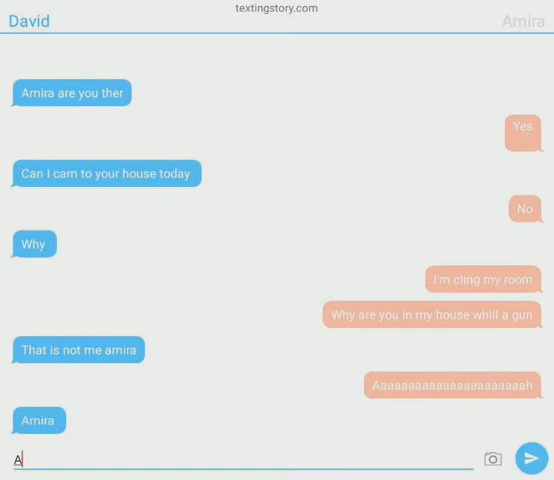 textingstory.com
David
Amira
Amira are you ther
Yes
Can I cam to your house today
No
Why
I'm cling my room
Why are you in my house whill a gun
That is not me amira
Aaaaaaaaaaaaaaaaaaaaaah
Amira
A